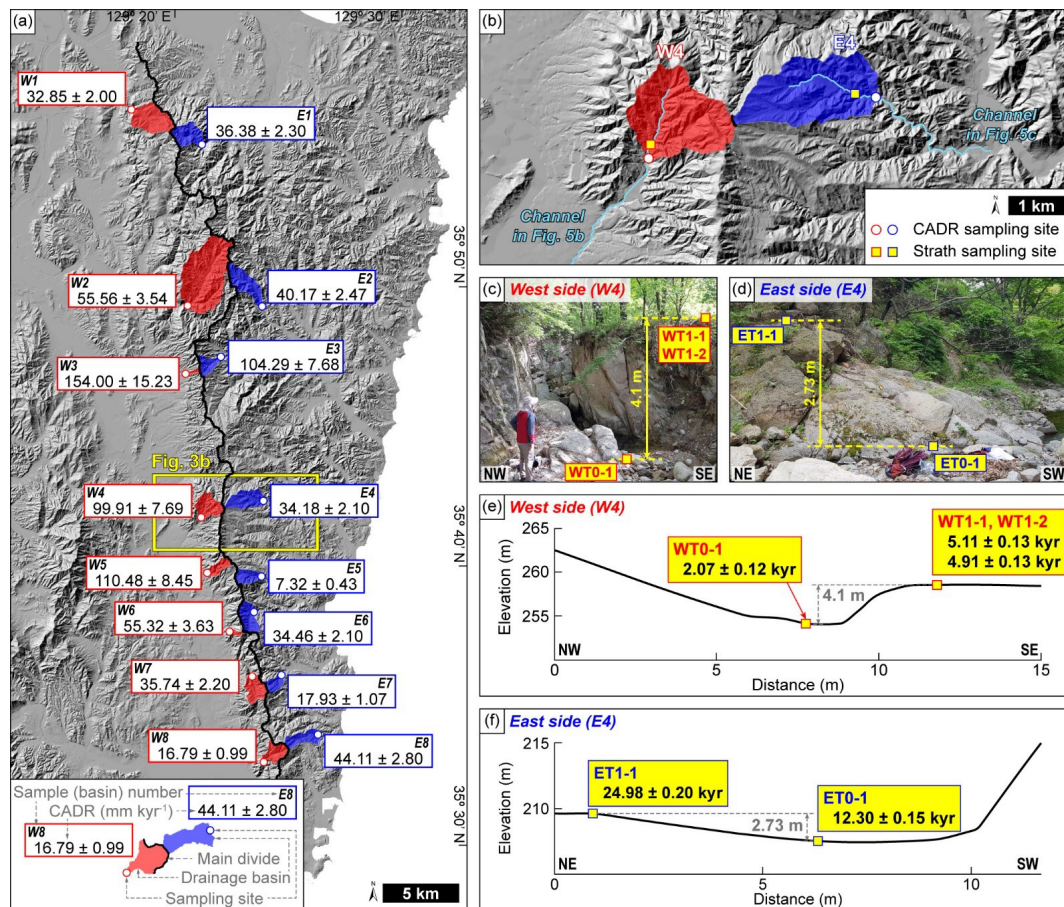 (a)
129° 20' E
129° 30' E
W1
32.85 ± 2.00
E1
36.38 ± 2.30
35° 50' N
W2
55.56 ± 3.54
E2
40.17 ± 2.47
E3
104.29 ± 7.68
W3
154.00 ± 15.23
Fig. 3b
W4
99.91 ± 7.69
E4
34.18 ± 2.10
35° 40' N
W5
110.48 ± 8.45
E5
7.32 ± 0.43
W6
55.32 ± 3.63
E6
34.46 ± 2.10
W7
35.74 ± 2.20
E7
17.93 ± 1.07
W8
16.79 ± 0.99
E8
44.11 ± 2.80
35° 30' N
Sample (basin) number
E8
CADR (mm kyr⁻¹)
44.11 ± 2.80
W8
16.79 ± 0.99
Main divide
Drainage basin
Sampling site
N
5 km
(b)
W4
E4
Channel
in Fig. 5c
Channel
in Fig. 5b
N
1 km
CADR sampling site
Strath sampling site
(c) West side (W4)
WT1-1
WT1-2
4.1 m
WT0-1
NW
SE
(d) East side (E4)
ET1-1
2.73 m
ET0-1
NE
SW
(e) West side (W4)
265
260
255
Elevation (m)
WT0-1
2.07 ± 0.12 kyr
WT1-1, WT1-2
5.11 ± 0.13 kyr
4.91 ± 0.13 kyr
4.1 m
NW
SE
0
5
10
15
Distance (m)
(f) East side (E4)
215
210
Elevation (m)
ET1-1
24.98 ± 0.20 kyr
ET0-1
12.30 ± 0.15 kyr
2.73 m
NE
SW
0
5
10
Distance (m)